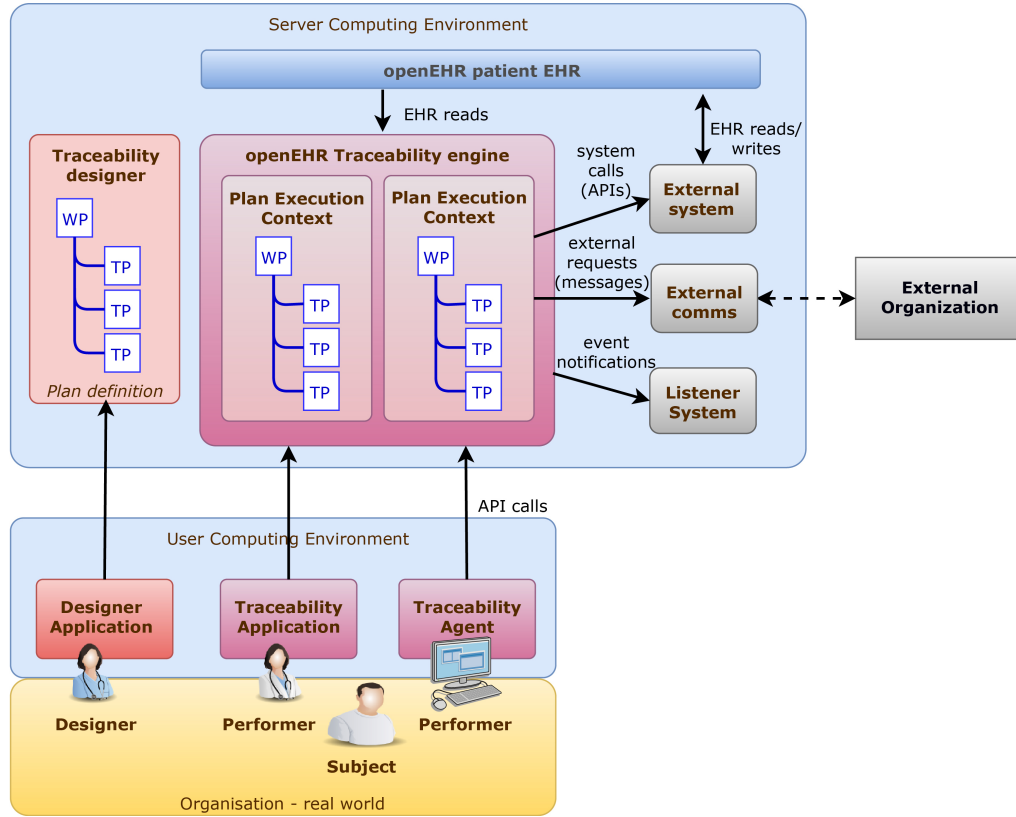 Server Computing Environment
openEHR patient EHR
EHR reads
EHR reads/
writes
Traceability
designer
WP
TP
TP
TP
Plan definition
openEHR Traceability engine
Plan Execution
Context
WP
TP
TP
TP
Plan Execution
Context
WP
TP
TP
TP
system
calls
(APIs)
External
system
external
requests
(messages)
External
comms
External
Organization
event
notifications
Listener
System
API calls
User Computing Environment
Designer
Application
Traceability
Application
Traceability
Agent
Designer
Performer
Performer
Subject
Organisation - real world